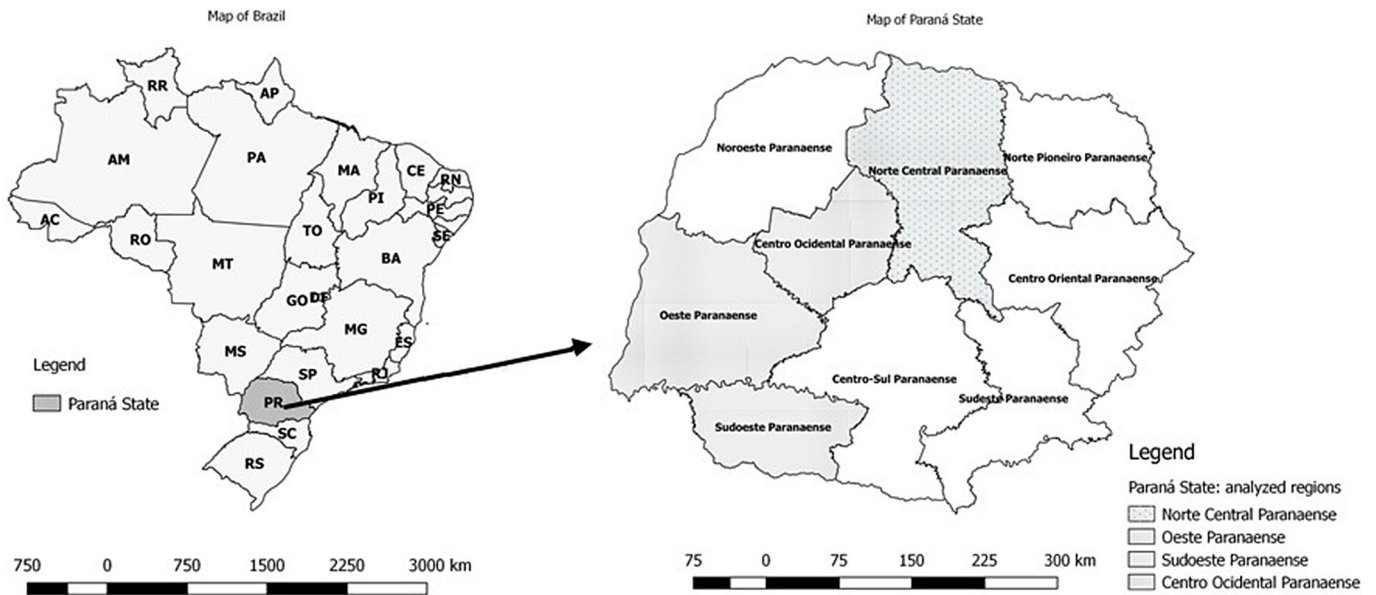 Map of Brazil
RR
AP
AM
PA
MA
CE
RN
PI
PE
AC
TO
SE
RO
BA
MT
GO
DF
MG
MS
ES
SP
RJ
PR
SC
RS
Legend
Paraná State
750 0 750 1500 2250 3000 km
Map of Paraná State
Noroeste Paranaense
Norte Central Paranaense
Norte Pioneiro Paranaense
Centro Ocidental Paranaense
Centro Oriental Paranaense
Oeste Paranaense
Centro-Sul Paranaense
Sudeste Paranaense
Sudoeste Paranaense
Legend
Paraná State: analyzed regions
Norte Central Paranaense
Oeste Paranaense
Sudoeste Paranaense
Centro Ocidental Paranaense
75 0 75 150 225 300 km